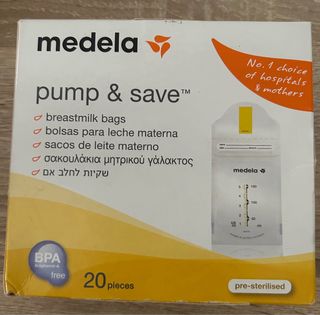 medela
No. 1 choice
of hospitals
& mothers
pump & save™
breastmilk bags
bolsas para leche materna
sacos de leite materno
σακουλάκια μητρικού γάλακτος
שקיות לחלב אם
medela
BPA
free
20 pieces
pre-sterilised